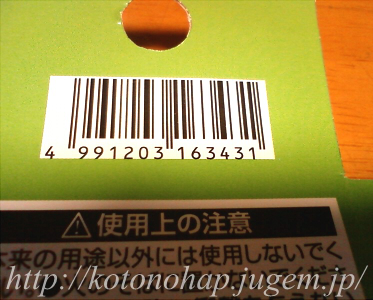 4 991203 163431
⚠使用上の注意
本来の用途以外には使用しないでく
http://kotonohap.jugem.jp/